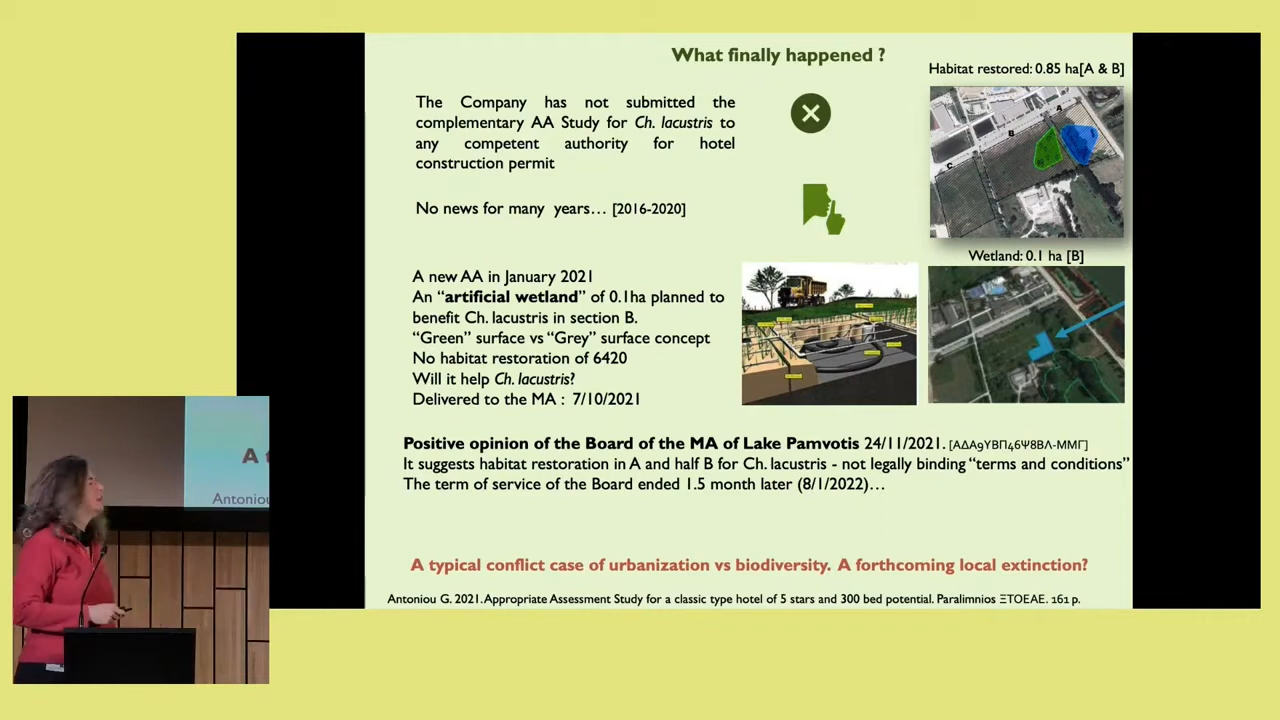 What finally happened ?
Habitat restored: 0.85 ha[A & B]
The Company has not submitted the
complementary AA Study for Ch. lacustris to
any competent authority for hotel
construction permit
No news for many years… [2016-2020]
A
B
C
Wetland: 0.1 ha [B]
A new AA in January 2021
An “artificial wetland” of 0.1ha planned to
benefit Ch. lacustris in section B.
“Green” surface vs “Grey” surface concept
No habitat restoration of 6420
Will it help Ch. lacustris?
Delivered to the MA : 7/10/2021
Positive opinion of the Board of the MA of Lake Pamvotis 24/11/2021. [ΑΔΑ9ΥΒΠ46Ψ8ΒΛ-ΜΜΓ]
It suggests habitat restoration in A and half B for Ch. lacustris - not legally binding “terms and conditions”
The term of service of the Board ended 1.5 month later (8/1/2022)…
A typical conflict case of urbanization vs biodiversity. A forthcoming local extinction?
Antoniou G. 2021. Appropriate Assessment Study for a classic type hotel of 5 stars and 300 bed potential. Paralimnios ΞΤΟΕΑΕ. 161 p.
A t
Antoniou